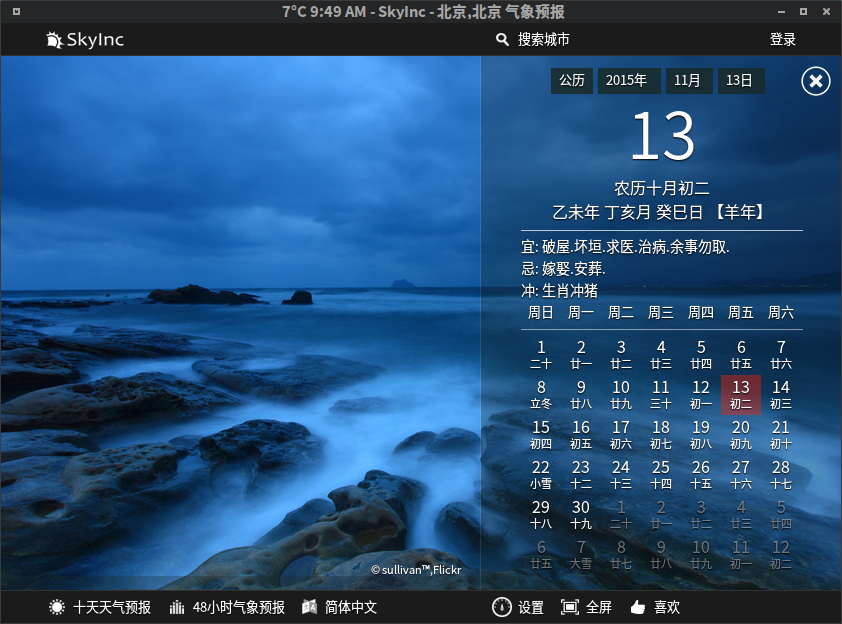 7°C 9:49 AM - SkyInc - 北京,北京 气象预报
SkyInc 搜索城市 登录
公历 2015年 11月 13日
13
农历十月初二
乙未年 丁亥月 癸巳日 【羊年】
宜: 破屋.坏垣.求医.治病.余事勿取.
忌: 嫁娶.安葬.
冲: 生肖冲猪
周日 周一 周二 周三 周四 周五 周六
1 2 3 4 5 6 7
二十 廿一 廿二 廿三 廿四 廿五 廿六
8 9 10 11 12 13 14
立冬 廿八 廿九 三十 初一 初二 初三
15 16 17 18 19 20 21
初四 初五 初六 初七 初八 初九 初十
22 23 24 25 26 27 28
小雪 十二 十三 十四 十五 十六 十七
29 30 1 2 3 4 5
十八 十九 二十 廿一 廿二 廿三 廿四
6 7 8 9 10 11 12
廿五 大雪 廿七 廿八 廿九 初一 初二
©sullivan™,Flickr
十天天气预报 48小时气象预报 简体中文 设置 全屏 喜欢